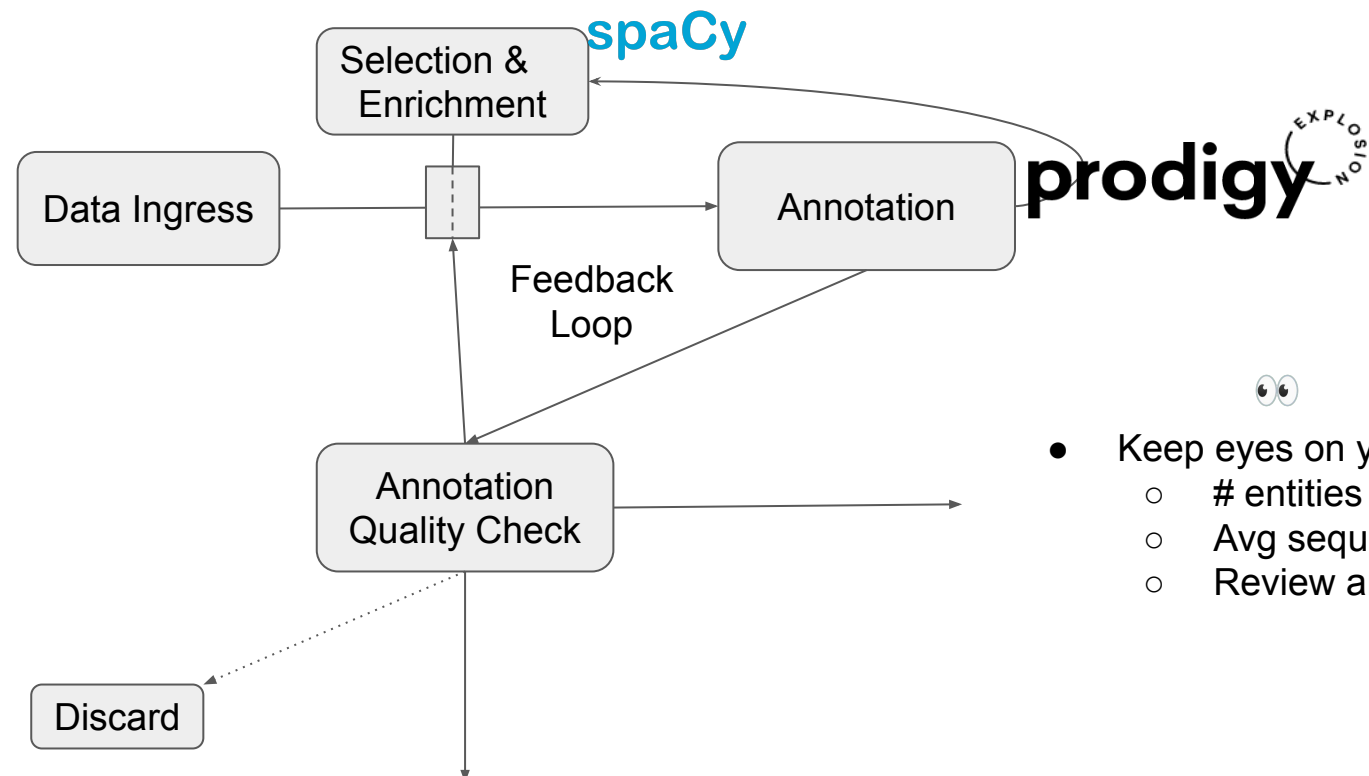 spaCy
Selection &
Enrichment
EXPLOSION
prodigy
Data Ingress
Annotation
Feedback
Loop
Annotation
Quality Check
● Keep eyes on y
○ # entities
○ Avg sequ
○ Review a
Discard